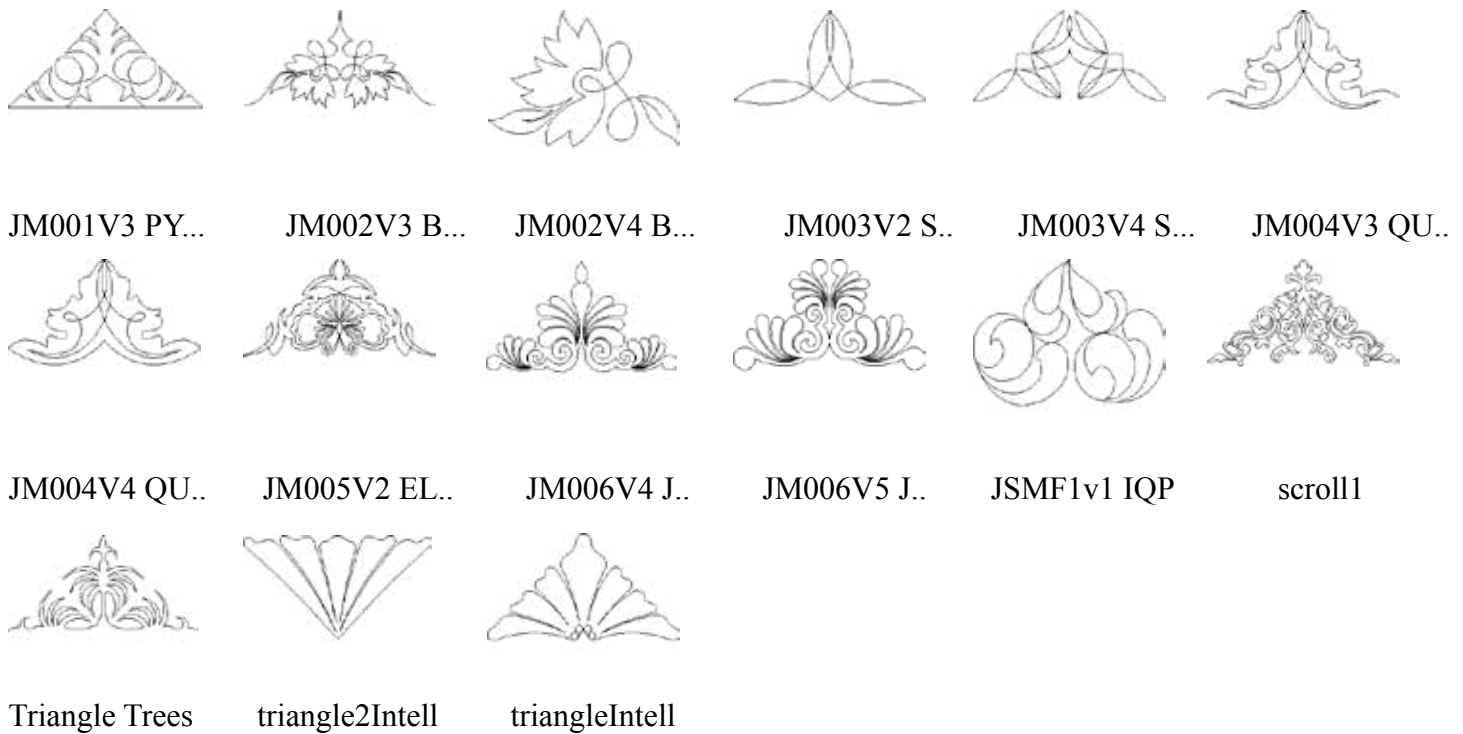 JM001V3 PY... JM002V3 B... JM002V4 B... JM003V2 S.. JM003V4 S... JM004V3 QU..
JM004V4 QU.. JM005V2 EL.. JM006V4 J.. JM006V5 J.. JSMF1v1 IQP scroll1
Triangle Trees triangle2Intell triangleIntell